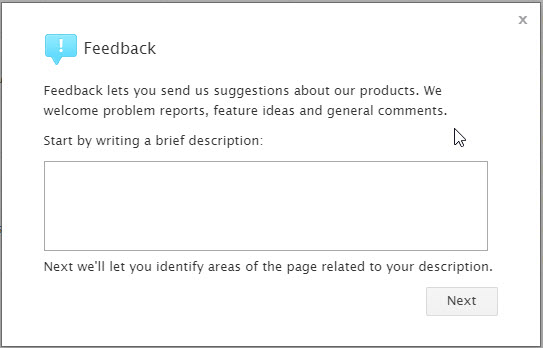 x
! Feedback
Feedback lets you send us suggestions about our products. We
welcome problem reports, feature ideas and general comments.
Start by writing a brief description:
Next we'll let you identify areas of the page related to your description.
Next